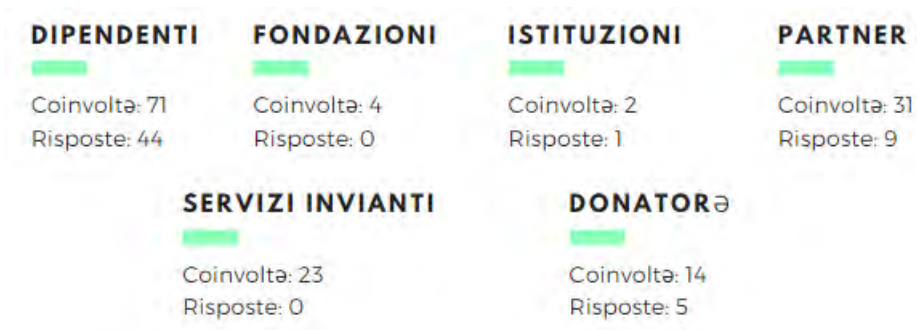 DIPENDENTI
Coinvoltə: 71
Risposte: 44
FONDAZIONI
Coinvoltə: 4
Risposte: 0
ISTITUZIONI
Coinvoltə: 2
Risposte: 1
PARTNER
Coinvoltə: 31
Risposte: 9
SERVIZI INVIANTI
Coinvoltə: 23
Risposte: 0
DONATORƏ
Coinvoltə: 14
Risposte: 5